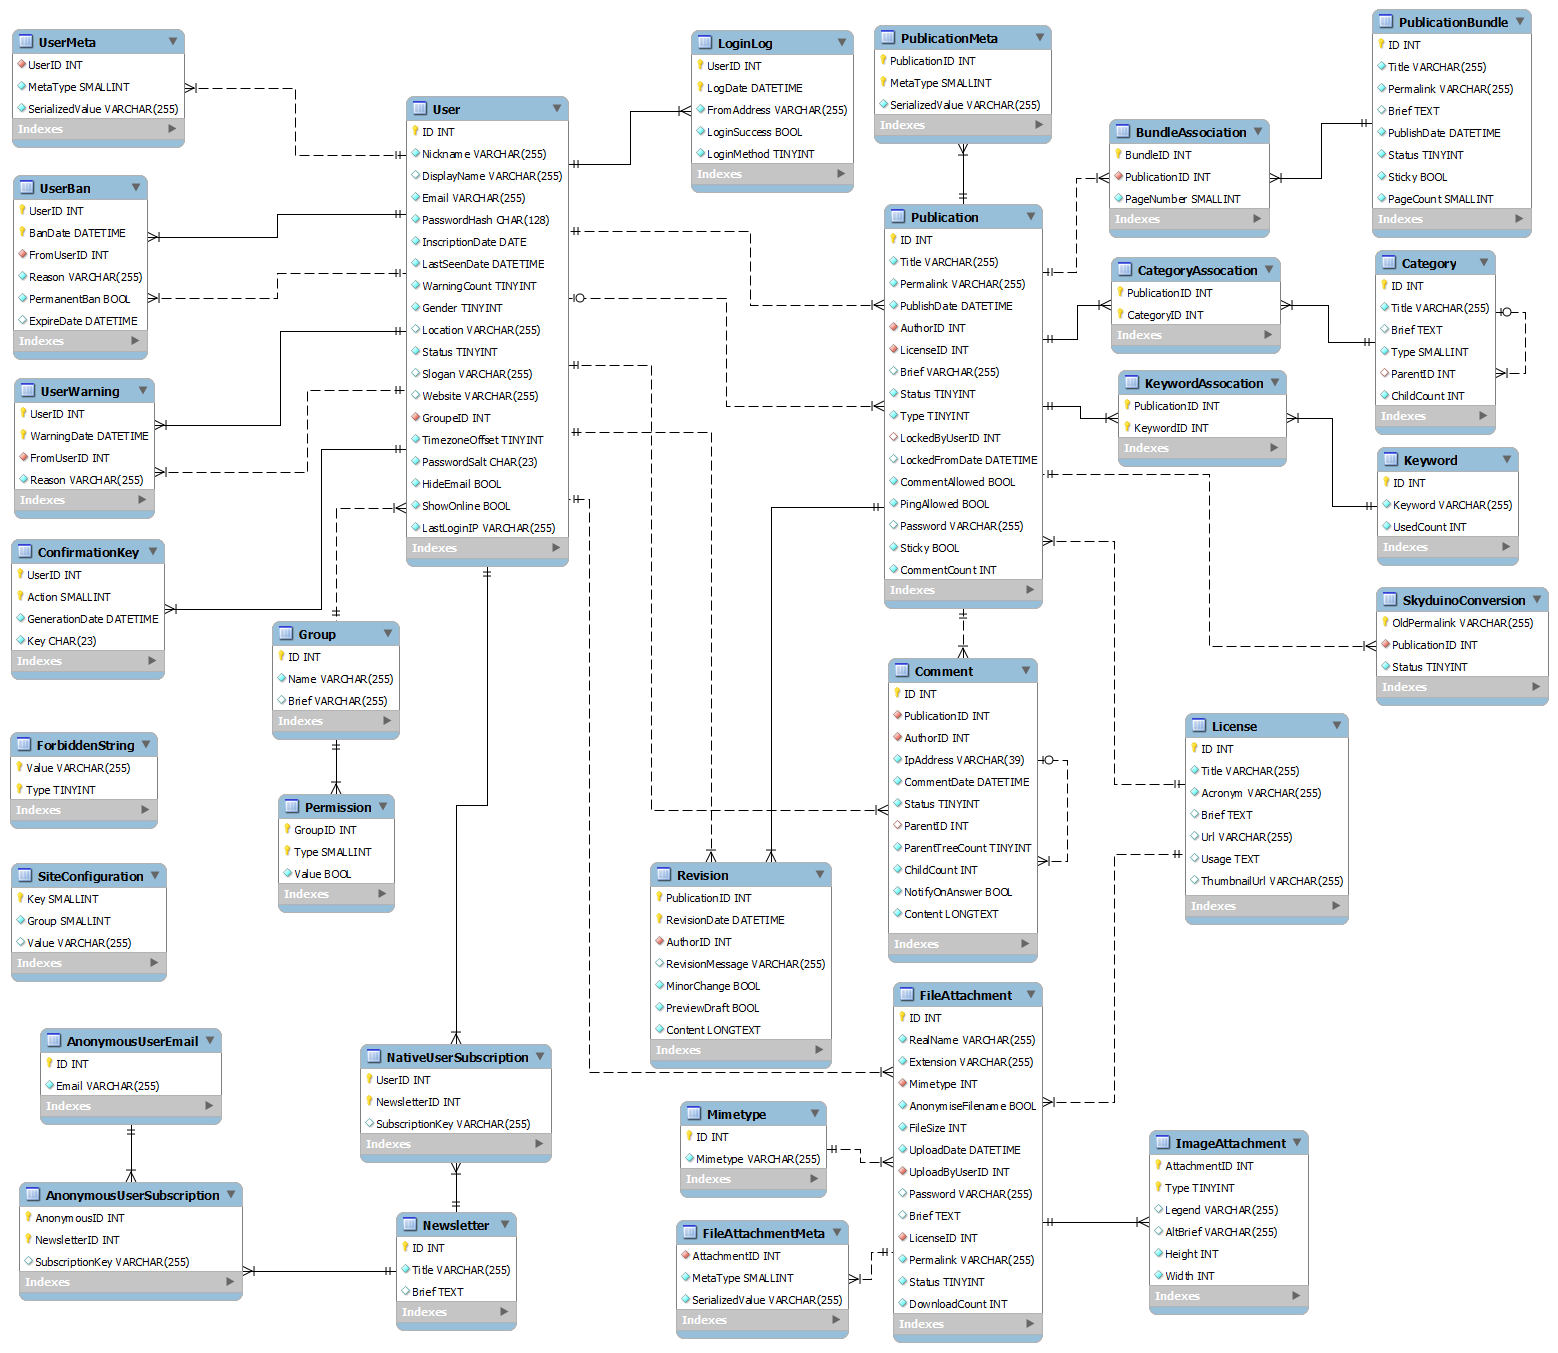 UserMeta
UserID INT
MetaType SMALLINT
SerializedValue VARCHAR(255)
Indexes
UserBan
UserID INT
BanDate DATETIME
FromUserID INT
Reason VARCHAR(255)
PermanentBan BOOL
ExpireDate DATETIME
Indexes
UserWarning
UserID INT
WarningDate DATETIME
FromUserID INT
Reason VARCHAR(255)
Indexes
ConfirmationKey
UserID INT
Action SMALLINT
GenerationDate DATETIME
Key CHAR(23)
Indexes
ForbiddenString
Value VARCHAR(255)
Type TINYINT
Indexes
SiteConfiguration
Key SMALLINT
Group SMALLINT
Value VARCHAR(255)
Indexes
AnonymousUserEmail
ID INT
Email VARCHAR(255)
Indexes
AnonymousUserSubscription
AnonymousID INT
NewsletterID INT
SubscriptionKey VARCHAR(255)
Indexes
Group
ID INT
Name VARCHAR(255)
Brief VARCHAR(255)
Indexes
Permission
GroupID INT
Type SMALLINT
Value BOOL
Indexes
User
ID INT
Nickname VARCHAR(255)
DisplayName VARCHAR(255)
Email VARCHAR(255)
PasswordHash CHAR(128)
InscriptionDate DATE
LastSeenDate DATETIME
WarningCount TINYINT
Gender TINYINT
Location VARCHAR(255)
Status TINYINT
Slogan VARCHAR(255)
Website VARCHAR(255)
GroupeID INT
TimezoneOffset TINYINT
PasswordSalt CHAR(23)
HideEmail BOOL
ShowOnline BOOL
LastLoginIP VARCHAR(255)
Indexes
NativeUserSubscription
UserID INT
NewsletterID INT
SubscriptionKey VARCHAR(255)
Indexes
Newsletter
ID INT
Title VARCHAR(255)
Brief TEXT
Indexes
LoginLog
UserID INT
LogDate DATETIME
FromAddress VARCHAR(255)
LoginSuccess BOOL
LoginMethod TINYINT
Indexes
Revision
PublicationID INT
RevisionDate DATETIME
AuthorID INT
RevisionMessage VARCHAR(255)
MinorChange BOOL
PreviewDraft BOOL
Content LONGTEXT
Indexes
Mimetype
ID INT
Mimetype VARCHAR(255)
Indexes
FileAttachmentMeta
AttachmentID INT
MetaType SMALLINT
SerializedValue VARCHAR(255)
Indexes
PublicationMeta
PublicationID INT
MetaType SMALLINT
SerializedValue VARCHAR(255)
Indexes
Publication
ID INT
Title VARCHAR(255)
Permalink VARCHAR(255)
PublishDate DATETIME
AuthorID INT
LicenseID INT
Brief VARCHAR(255)
Status TINYINT
Type TINYINT
LockedByUserID INT
LockedFromDate DATETIME
CommentAllowed BOOL
PingAllowed BOOL
Password VARCHAR(255)
Sticky BOOL
CommentCount INT
Indexes
Comment
ID INT
PublicationID INT
AuthorID INT
IpAddress VARCHAR(39)
CommentDate DATETIME
Status TINYINT
ParentID INT
ParentTreeCount TINYINT
ChildCount INT
NotifyOnAnswer BOOL
Content LONGTEXT
Indexes
FileAttachment
ID INT
RealName VARCHAR(255)
Extension VARCHAR(255)
Mimetype INT
AnonymiseFilename BOOL
FileSize INT
UploadDate DATETIME
UploadByUserID INT
Password VARCHAR(255)
Brief TEXT
LicenseID INT
Permalink VARCHAR(255)
Status TINYINT
DownloadCount INT
Indexes
BundleAssociation
BundleID INT
PublicationID INT
PageNumber SMALLINT
Indexes
CategoryAssocation
PublicationID INT
CategoryID INT
Indexes
KeywordAssocation
PublicationID INT
KeywordID INT
Indexes
License
ID INT
Title VARCHAR(255)
Acronym VARCHAR(255)
Brief TEXT
Url VARCHAR(255)
Usage TEXT
ThumbnailUrl VARCHAR(255)
Indexes
ImageAttachment
AttachmentID INT
Type TINYINT
Legend VARCHAR(255)
AltBrief VARCHAR(255)
Height INT
Width INT
Indexes
PublicationBundle
ID INT
Title VARCHAR(255)
Permalink VARCHAR(255)
Brief TEXT
PublishDate DATETIME
Status TINYINT
Sticky BOOL
PageCount SMALLINT
Indexes
Category
ID INT
Title VARCHAR(255)
Brief TEXT
Type SMALLINT
ParentID INT
ChildCount INT
Indexes
Keyword
ID INT
Keyword VARCHAR(255)
UsedCount INT
Indexes
SkyduinoConversion
OldPermalink VARCHAR(255)
PublicationID INT
Status TINYINT
Indexes